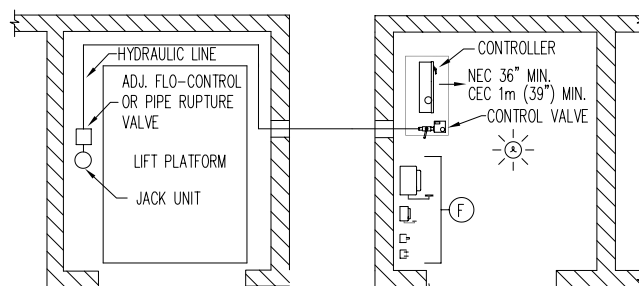 HYDRAULIC LINE
ADJ. FLO-CONTROL
OR PIPE RUPTURE
VALVE
LIFT PLATFORM
JACK UNIT
CONTROLLER
NEC 36" MIN.
CEC 1m (39") MIN.
CONTROL VALVE
F